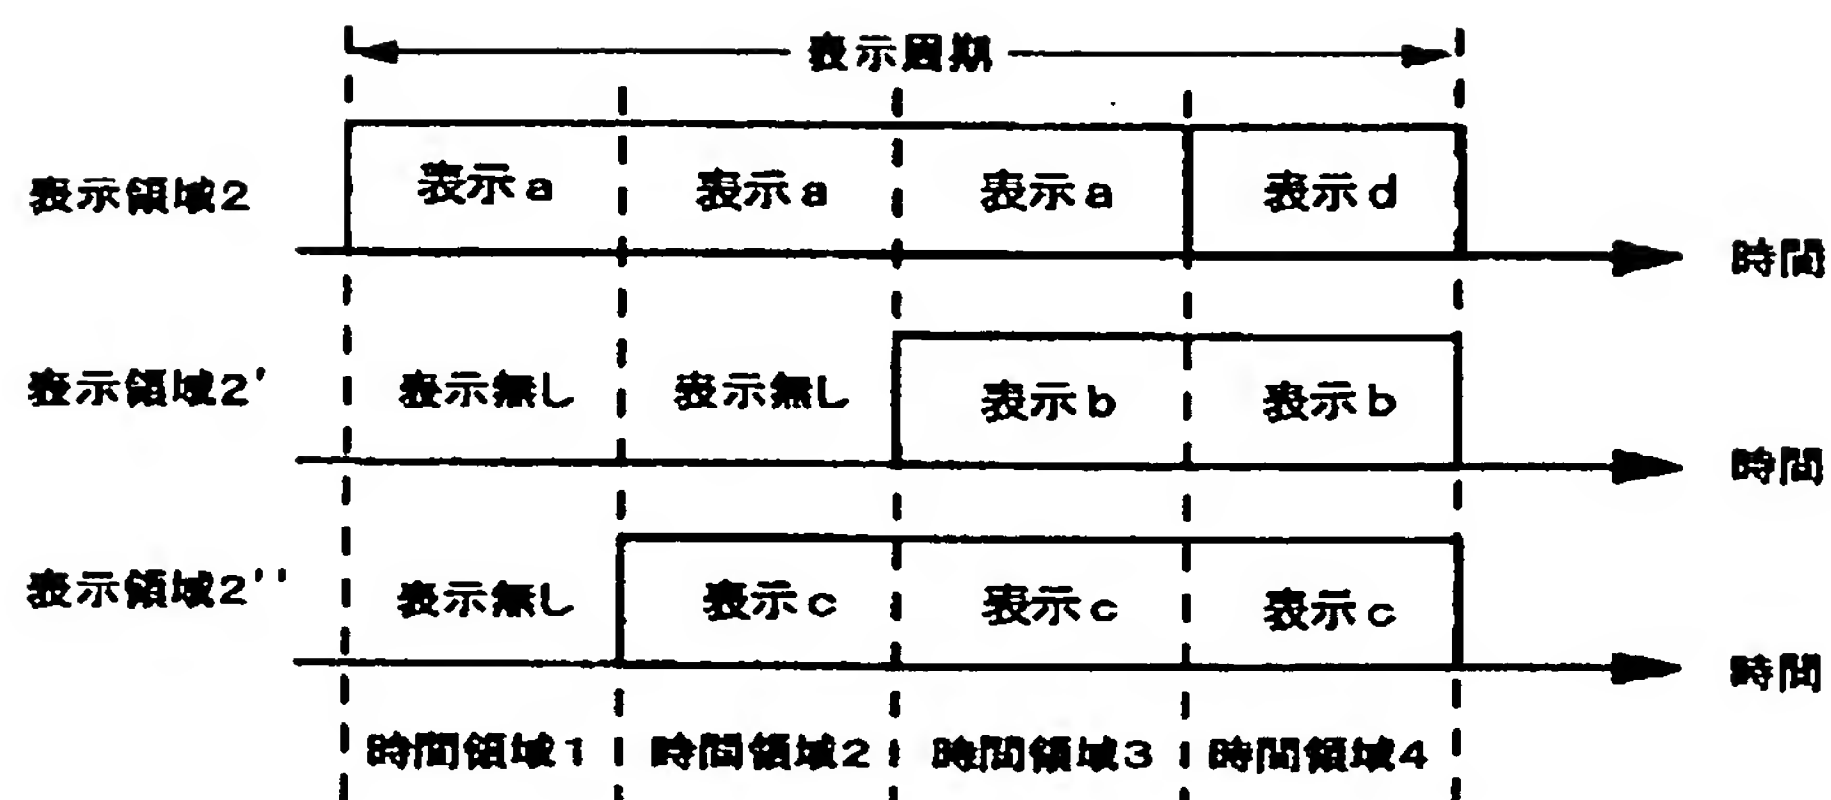 表示周期
表示領域2 表示a 表示a 表示a 表示d
時間
表示領域2' 表示無し 表示無し 表示b 表示b
時間
表示領域2'' 表示無し 表示c 表示c 表示c
時間
時間領域1 時間領域2 時間領域3 時間領域4